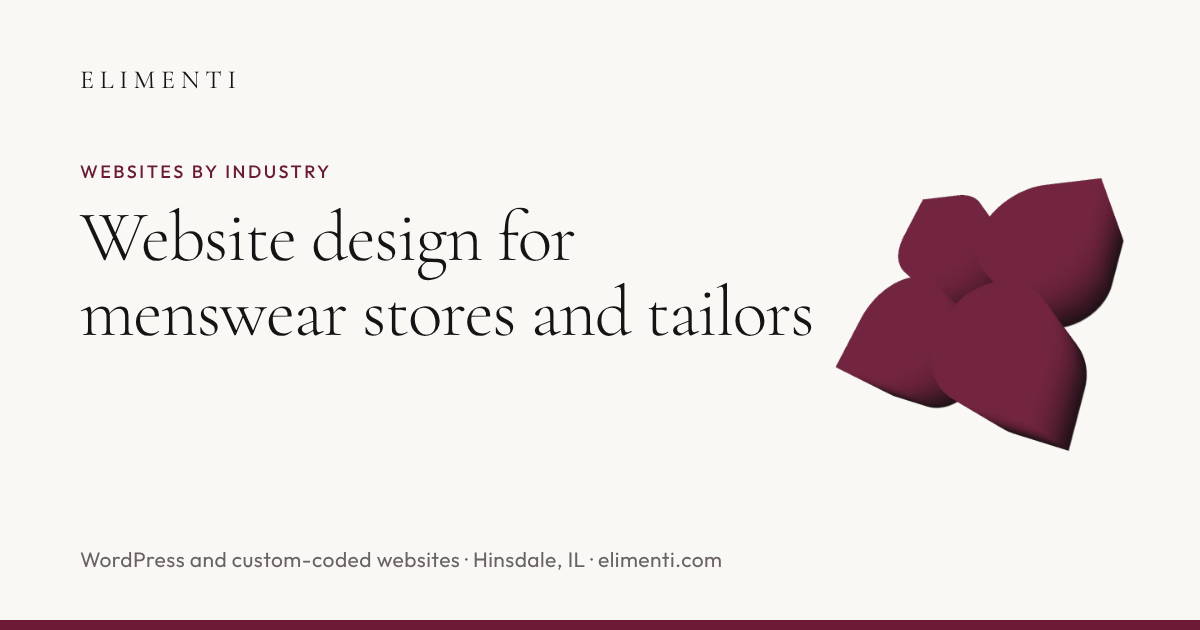 ELIMENTI
WEBSITES BY INDUSTRY
Website design for
menswear stores and tailors
WordPress and custom-coded websites · Hinsdale, IL · elimenti.com